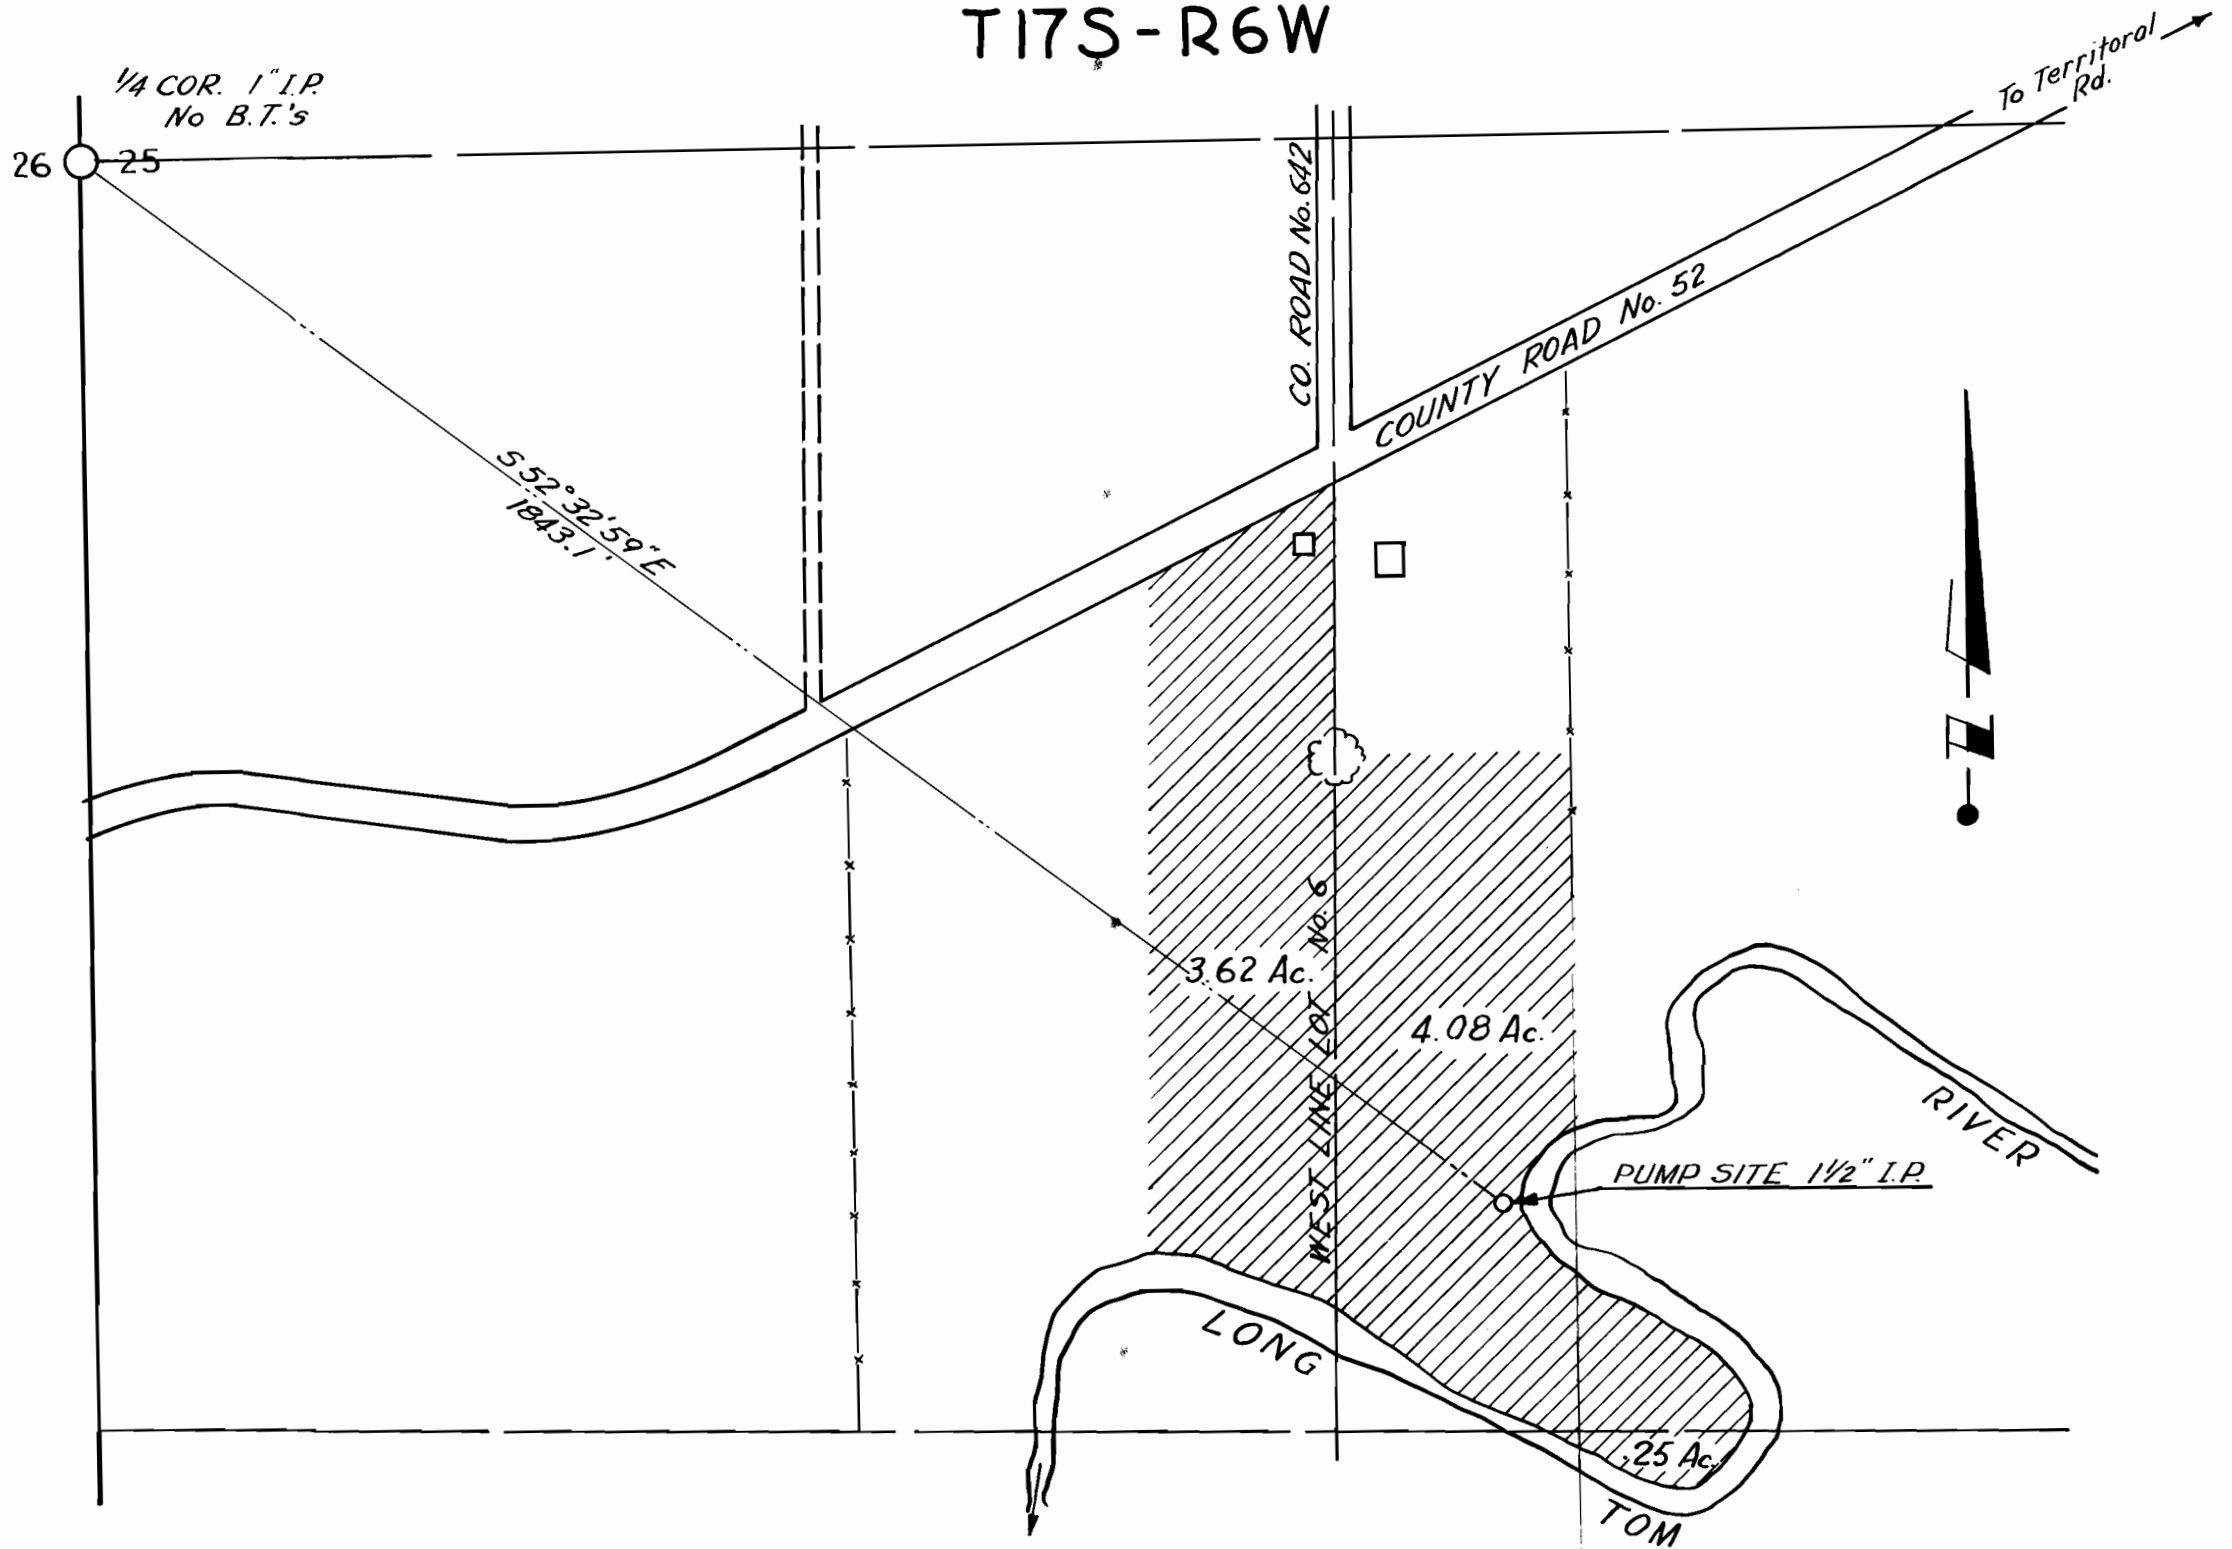 T17S-R6W
1/4 COR. 1" I.P.
No B.T.'s
26
25
To Territoral
Rd.
CO. ROAD No. 642
COUNTY ROAD No. 52
S 52° 32' 59" E
1843.1'
N
3.62 Ac.
WEST LINE LOT No. 6
4.08 Ac.
RIVER
PUMP SITE 1 1/2" I.P.
LONG
.25 Ac.
TOM